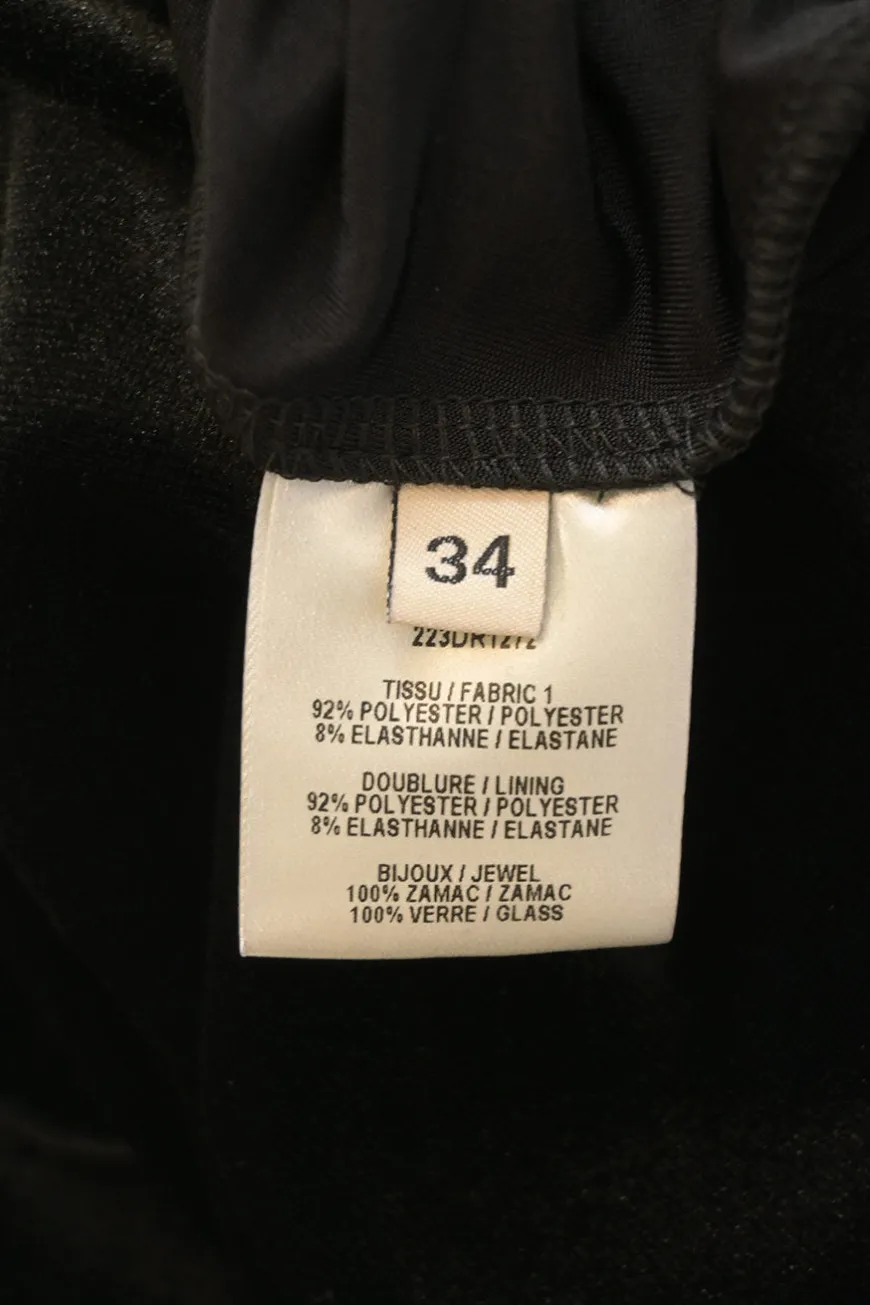 34
223DR1272
TISSU / FABRIC 1
92% POLYESTER / POLYESTER
8% ELASTHANNE / ELASTANE
DOUBLURE / LINING
92% POLYESTER / POLYESTER
8% ELASTHANNE / ELASTANE
BIJOUX / JEWEL
100% ZAMAC / ZAMAC
100% VERRE / GLASS